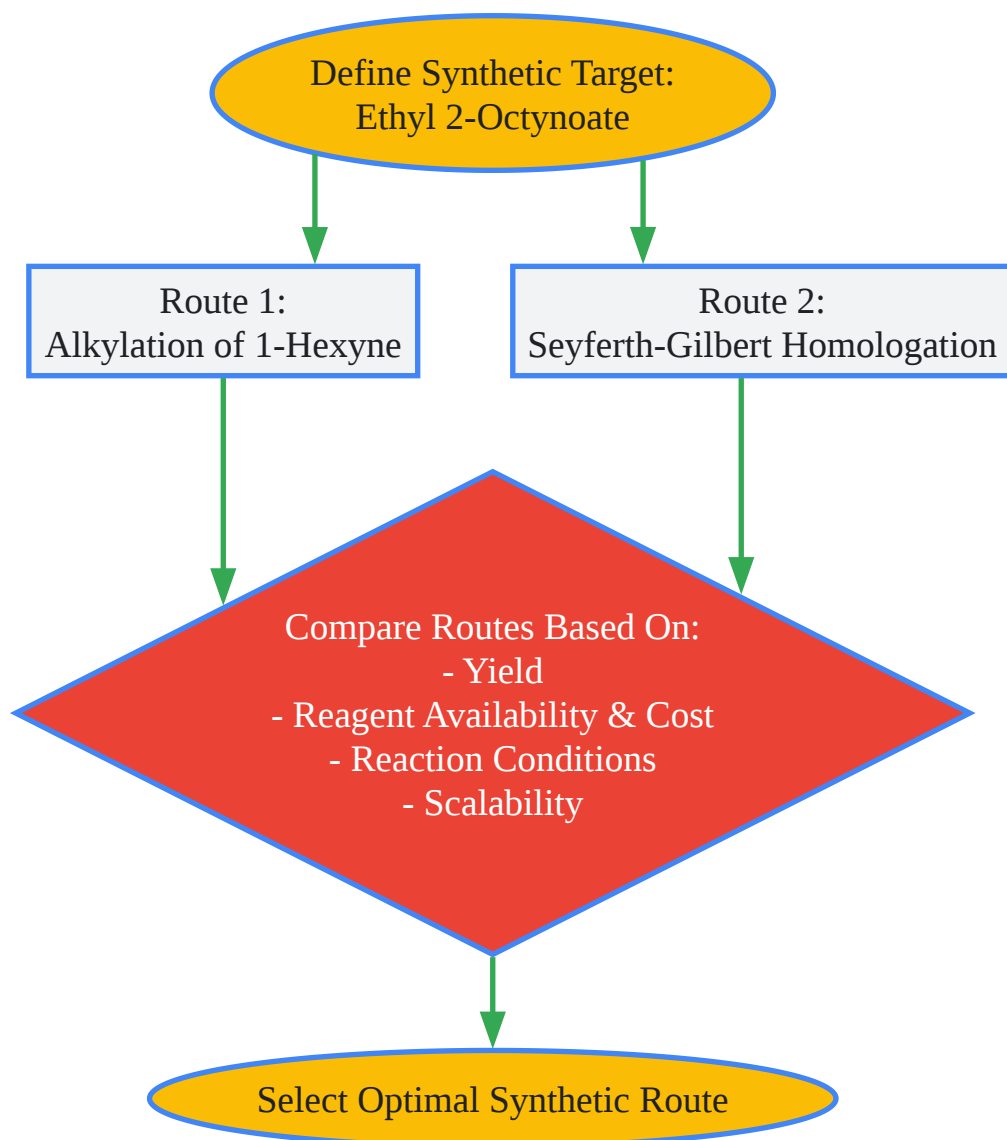 Define Synthetic Target:
Ethyl 2-Octynoate
Route 1:
Alkylation of 1-Hexyne
Route 2:
Seyferth-Gilbert Homologation
Compare Routes Based On:
- Yield
- Reagent Availability & Cost
- Reaction Conditions
- Scalability
Select Optimal Synthetic Route